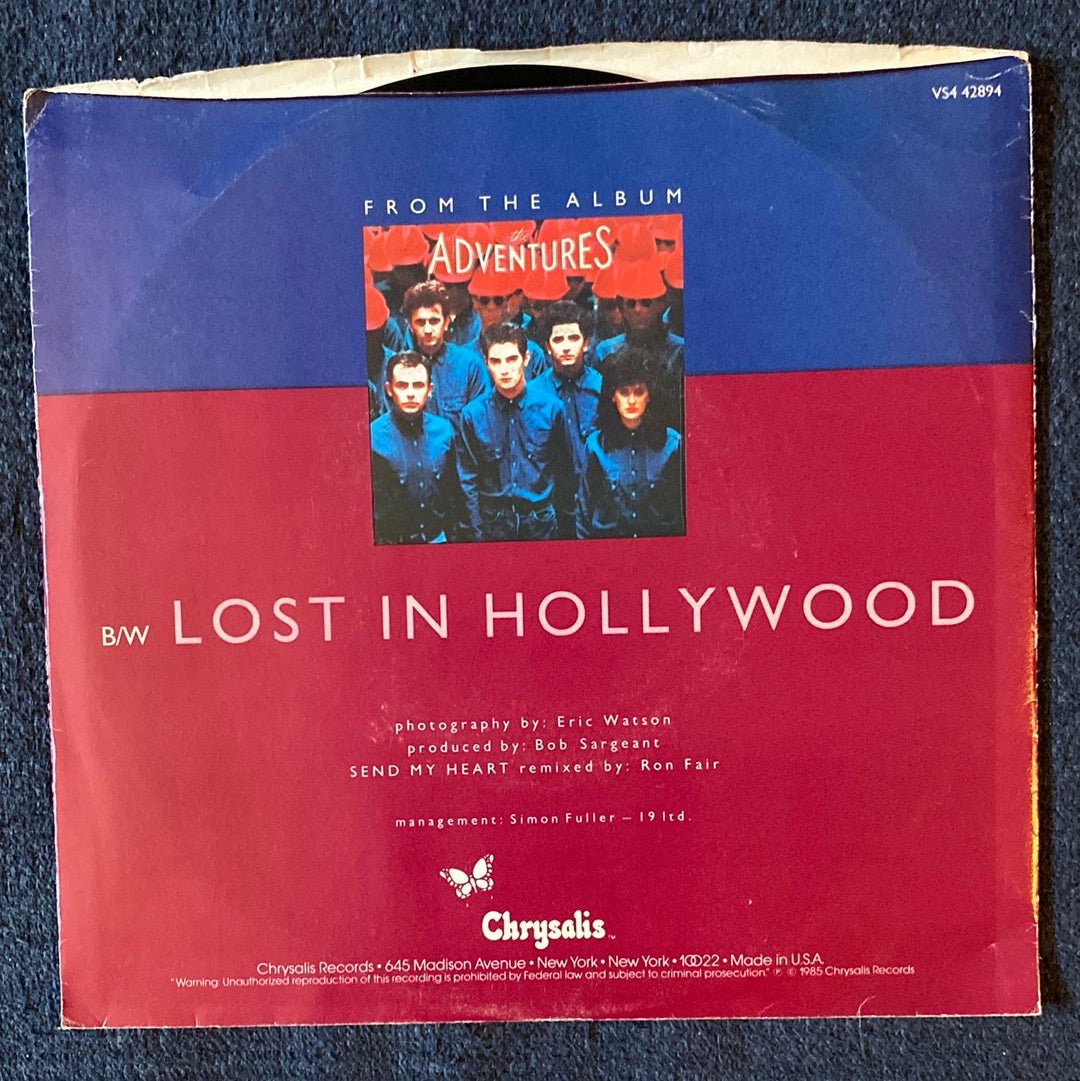 VS4 42894
FROM THE ALBUM
the
ADVENTURES
B/W LOST IN HOLLYWOOD
photography by: Eric Watson
produced by: Bob Sargeant
SEND MY HEART remixed by: Ron Fair
management: Simon Fuller – 19 ltd.
Chrysalis™
Chrysalis Records • 645 Madison Avenue • New York • New York • 10022 • Made in U.S.A.
"Warning: Unauthorized reproduction of this recording is prohibited by Federal law and subject to criminal prosecution." ℗ © 1985 Chrysalis Records